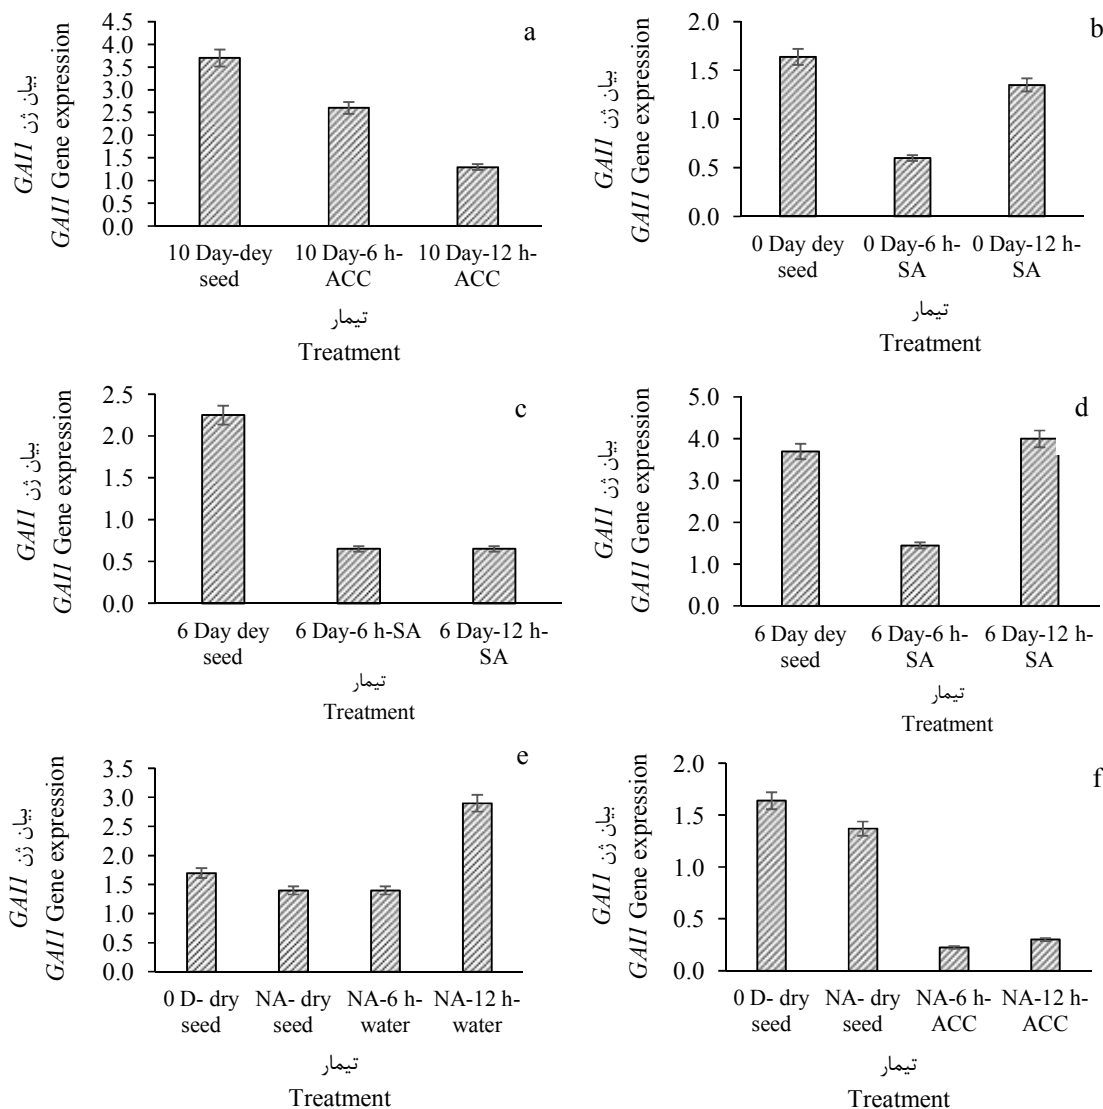 a
بیان ژن GAI1
GAI1 Gene expression
4.5
4.0
3.5
3.0
2.5
2.0
1.5
1.0
0.5
0.0
10 Day-dey seed
10 Day-6 h-ACC
10 Day-12 h-ACC
تیمار
Treatment
b
بیان ژن GAI1
GAI1 Gene expression
2.0
1.5
1.0
0.5
0.0
0 Day dey seed
0 Day-6 h-SA
0 Day-12 h-SA
تیمار
Treatment
c
بیان ژن GAI1
GAI1 Gene expression
2.5
2.0
1.5
1.0
0.5
0.0
6 Day dey seed
6 Day-6 h-SA
6 Day-12 h-SA
تیمار
Treatment
d
بیان ژن GAI1
GAI1 Gene expression
5.0
4.0
3.0
2.0
1.0
0.0
6 Day dey seed
6 Day-6 h-SA
6 Day-12 h-SA
تیمار
Treatment
e
بیان ژن GAI1
GAI1 Gene expression
3.5
3.0
2.5
2.0
1.5
1.0
0.5
0.0
0 D- dry seed
NA- dry seed
NA-6 h-water
NA-12 h-water
تیمار
Treatment
f
بیان ژن GAI1
GAI1 Gene expression
2.0
1.5
1.0
0.5
0.0
0 D- dry seed
NA- dry seed
NA-6 h-ACC
NA-12 h-ACC
تیمار
Treatment